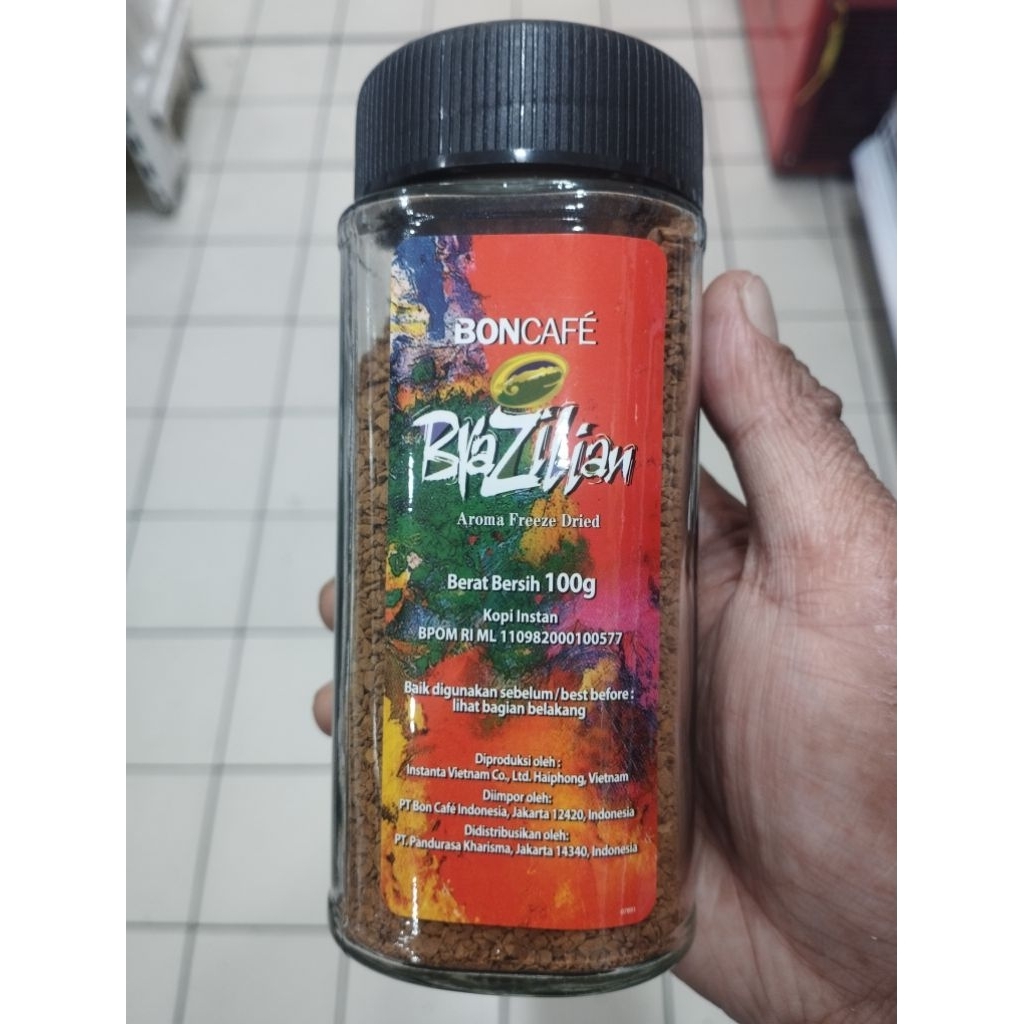 BONCAFÉ
Brazilian
Aroma Freeze Dried
Berat Bersih 100g
Kopi Instan
BPOM RI ML 110982000100577
Baik digunakan sebelum / best before :
lihat bagian belakang
Diproduksi oleh :
Instanta Vietnam Co., Ltd. Haiphong, Vietnam
Diimpor oleh:
PT Bon Café Indonesia, Jakarta 12420, Indonesia
Didistribusikan oleh:
PT. Pandurasa Kharisma, Jakarta 14340, Indonesia